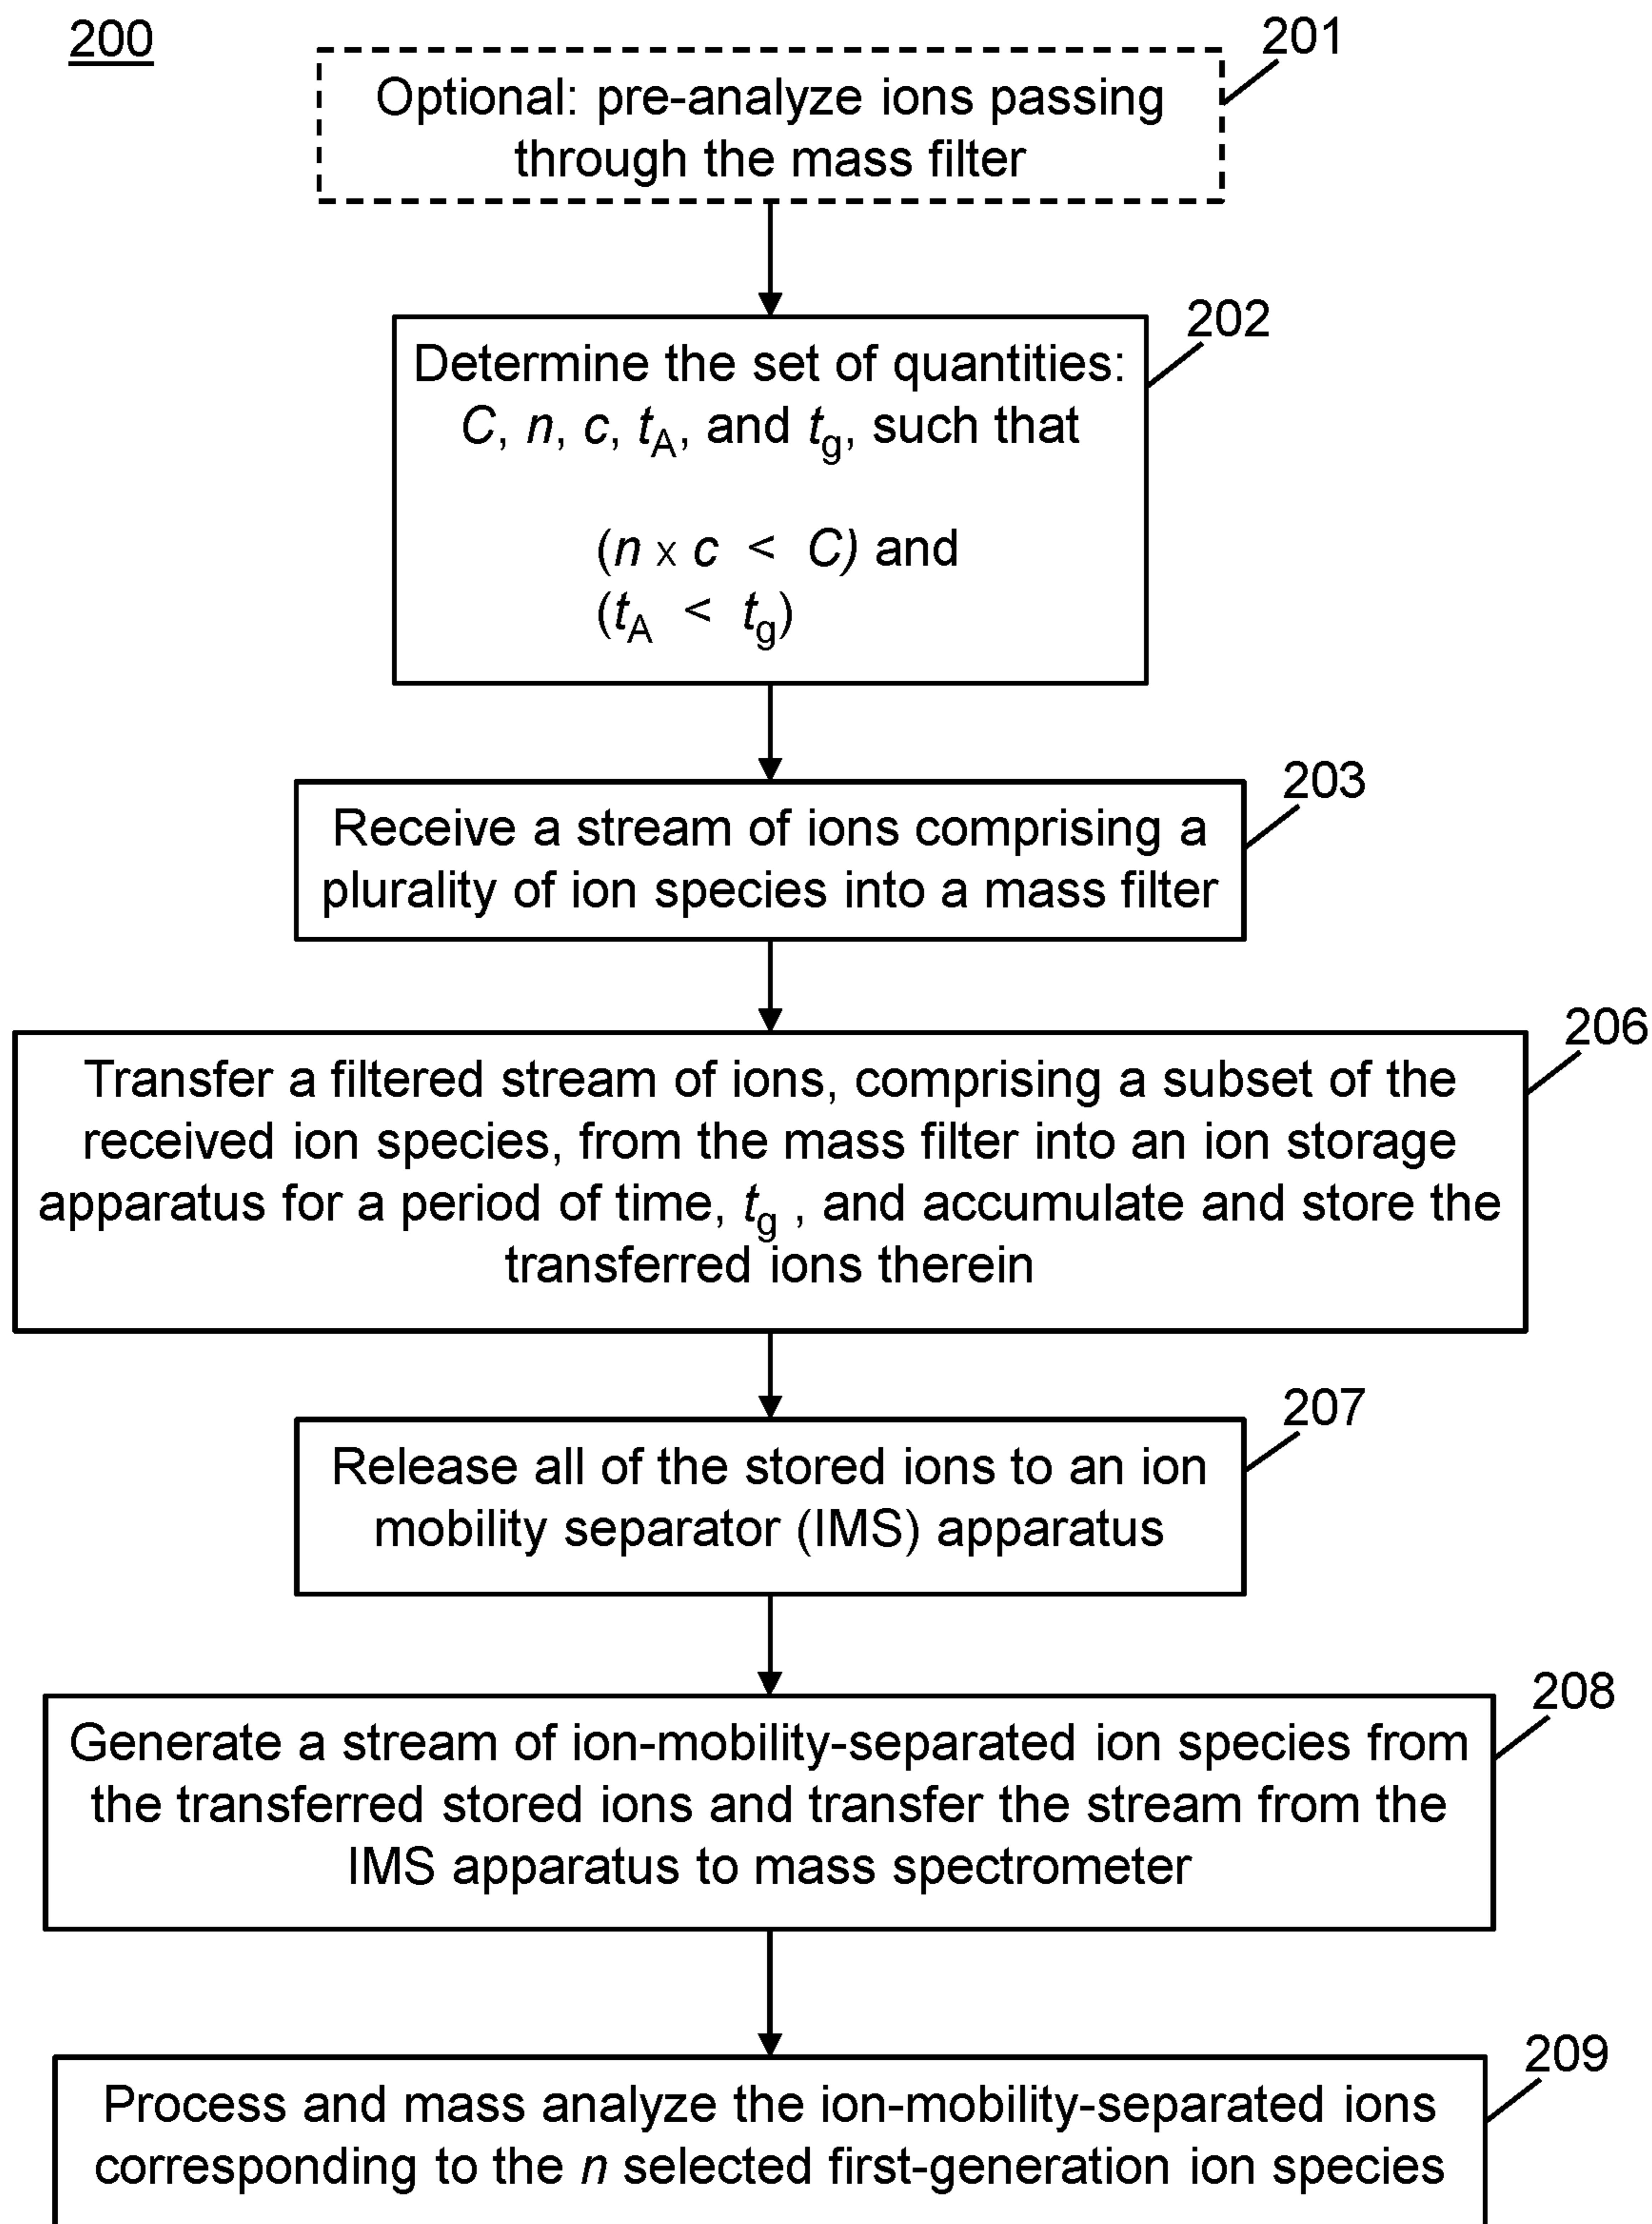 200
201
Optional: pre-analyze ions passing
through the mass filter
202
Determine the set of quantities:
C, n, c, tA, and tg, such that
(n x c < C) and
(tA < tg)
203
Receive a stream of ions comprising a
plurality of ion species into a mass filter
206
Transfer a filtered stream of ions, comprising a subset of the
received ion species, from the mass filter into an ion storage
apparatus for a period of time, tg , and accumulate and store the
transferred ions therein
207
Release all of the stored ions to an ion
mobility separator (IMS) apparatus
208
Generate a stream of ion-mobility-separated ion species from
the transferred stored ions and transfer the stream from the
IMS apparatus to mass spectrometer
209
Process and mass analyze the ion-mobility-separated ions
corresponding to the n selected first-generation ion species